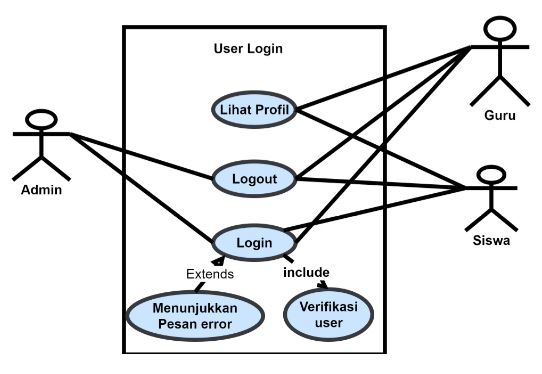 User Login
Lihat Profil
Guru
Admin
Logout
Siswa
Login
Extends
include
Menunjukkan
Pesan error
Verifikasi
user